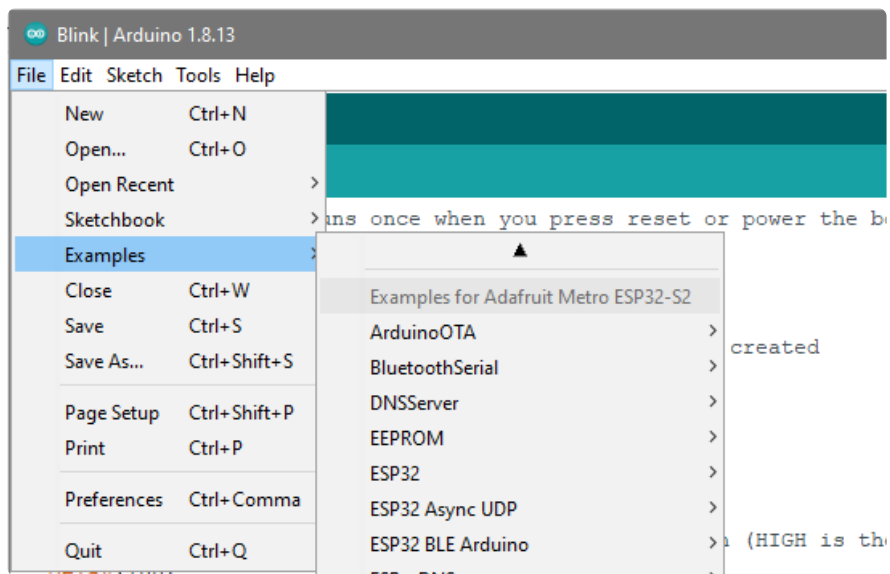 Blink | Arduino 1.8.13
File Edit Sketch Tools Help
New Ctrl+N
Open... Ctrl+O
Open Recent
Sketchbook
Examples
Close Ctrl+W
Save Ctrl+S
Save As... Ctrl+Shift+S
Page Setup Ctrl+Shift+P
Print Ctrl+P
Preferences Ctrl+Comma
Quit Ctrl+Q
once when you press reset or power the
Examples for Adafruit Metro ESP32-S2
ArduinoOTA
BluetoothSerial
DNSServer
EEPROM
ESP32
ESP32 Async UDP
ESP32 BLE Arduino
created
(HIGH is the